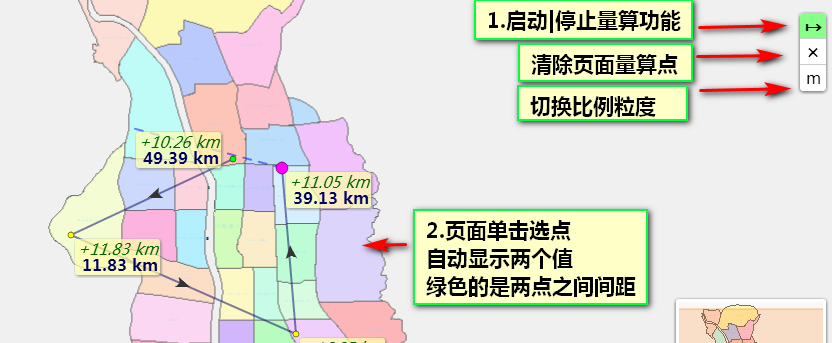 1.启动|停止量算功能
清除页面量算点
切换比例粒度
m
+10.26 km
49.39 km
+11.05 km
39.13 km
+11.83 km
11.83 km
2.页面单击选点
自动显示两个值
绿色的是两点之间间距